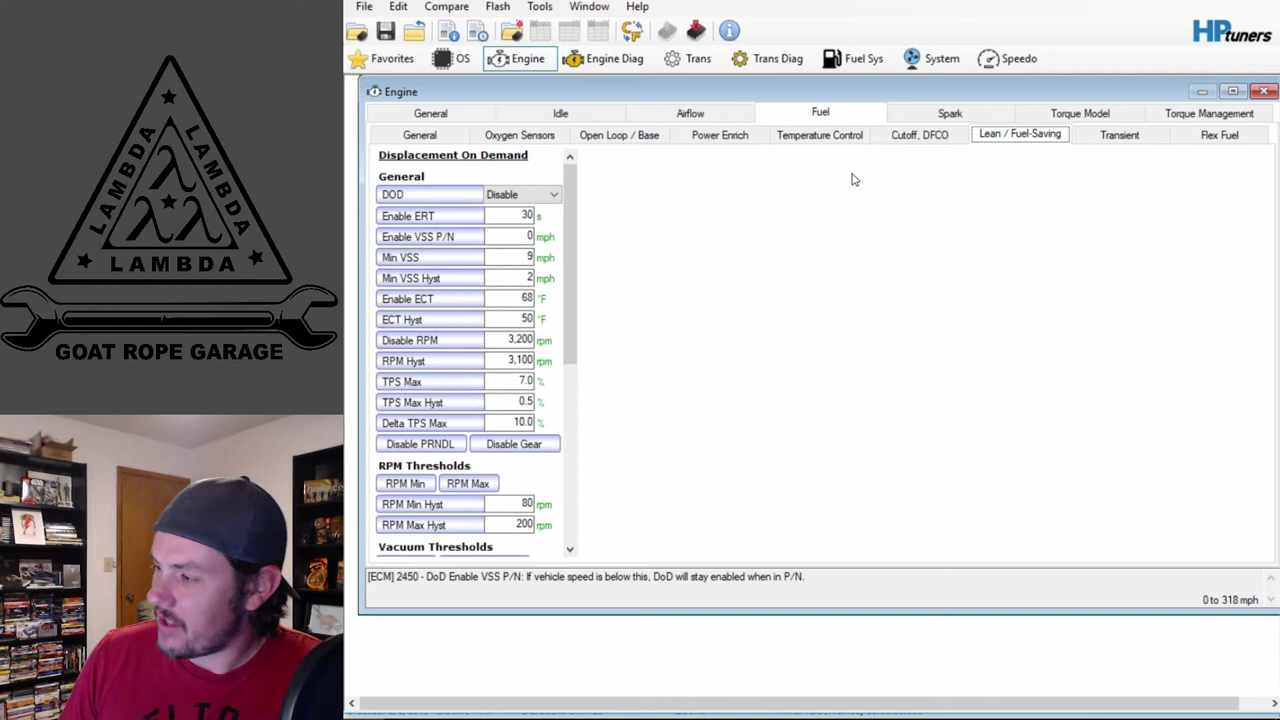 File Edit Compare Flash Tools Window Help
HPtuners
Favorites OS Engine Engine Diag Trans Trans Diag Fuel Sys System Speedo
Engine
General Idle Airflow Fuel Spark Torque Model Torque Management
General Oxygen Sensors Open Loop / Base Power Enrich Temperature Control Cutoff, DFCO Lean / Fuel-Saving Transient Flex Fuel
Displacement On Demand
General
DOD Disable
Enable ERT 30 s
Enable VSS P/N 0 mph
Min VSS 9 mph
Min VSS Hyst 2 mph
Enable ECT 68 °F
ECT Hyst 50 °F
Disable RPM 3,200 rpm
RPM Hyst 3,100 rpm
TPS Max 7.0 %
TPS Max Hyst 0.5 %
Delta TPS Max 10.0 %
Disable PRNDL Disable Gear
RPM Thresholds
RPM Min RPM Max
RPM Min Hyst 80 rpm
RPM Max Hyst 200 rpm
Vacuum Thresholds
[ECM] 2450 - DoD Enable VSS P/N: If vehicle speed is below this, DoD will stay enabled when in P/N.
0 to 318 mph
LAMBDA
LAMBDA
λ
λλ
LAMBDA
GOAT ROPE GARAGE